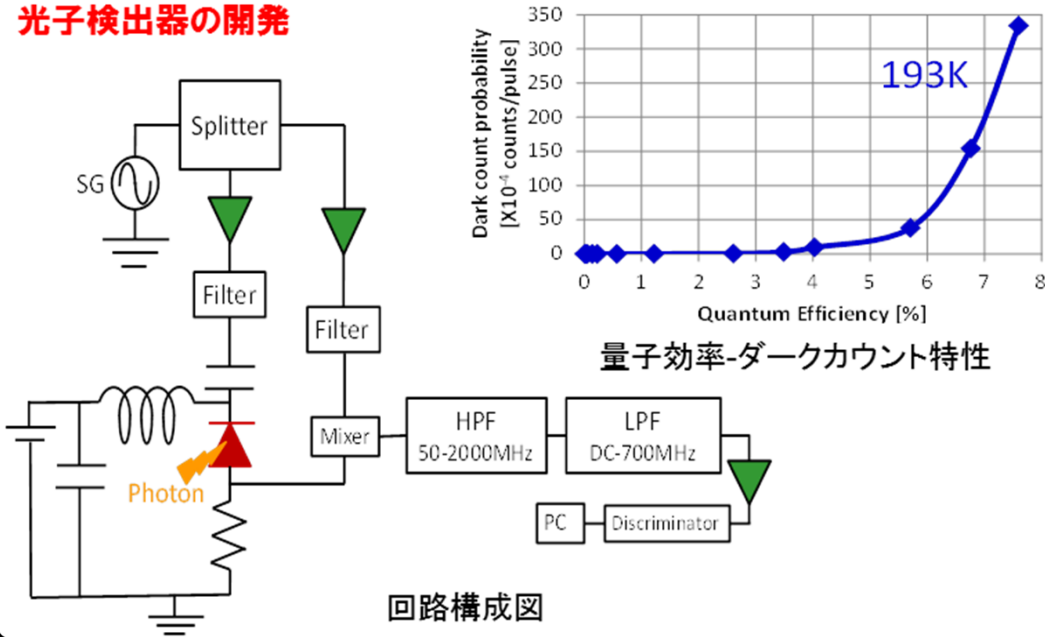 光子検出器の開発
Splitter
SG
Filter
Filter
Mixer
HPF
50-2000MHz
LPF
DC-700MHz
Photon
PC
Discriminator
回路構成図
Dark count probability
[X10⁻⁴ counts/pulse]
350
300
250
200
150
100
50
0
193K
0 1 2 3 4 5 6 7 8
Quantum Efficiency [%]
量子効率-ダークカウント特性